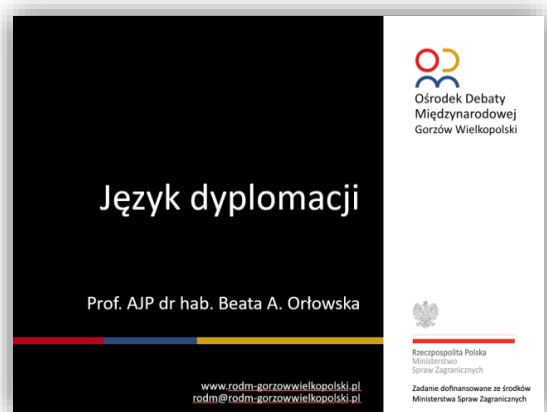 Język dyplomacji
Prof. AJP dr hab. Beata A. Orłowska
www.rodm-gorzowwielkopolski.pl
rodm@rodm-gorzowwielkopolski.pl
Ośrodek Debaty
Międzynarodowej
Gorzów Wielkopolski
Rzeczpospolita Polska
Ministerstwo
Spraw Zagranicznych
Zadanie dofinansowane ze środków
Ministerstwa Spraw Zagranicznych